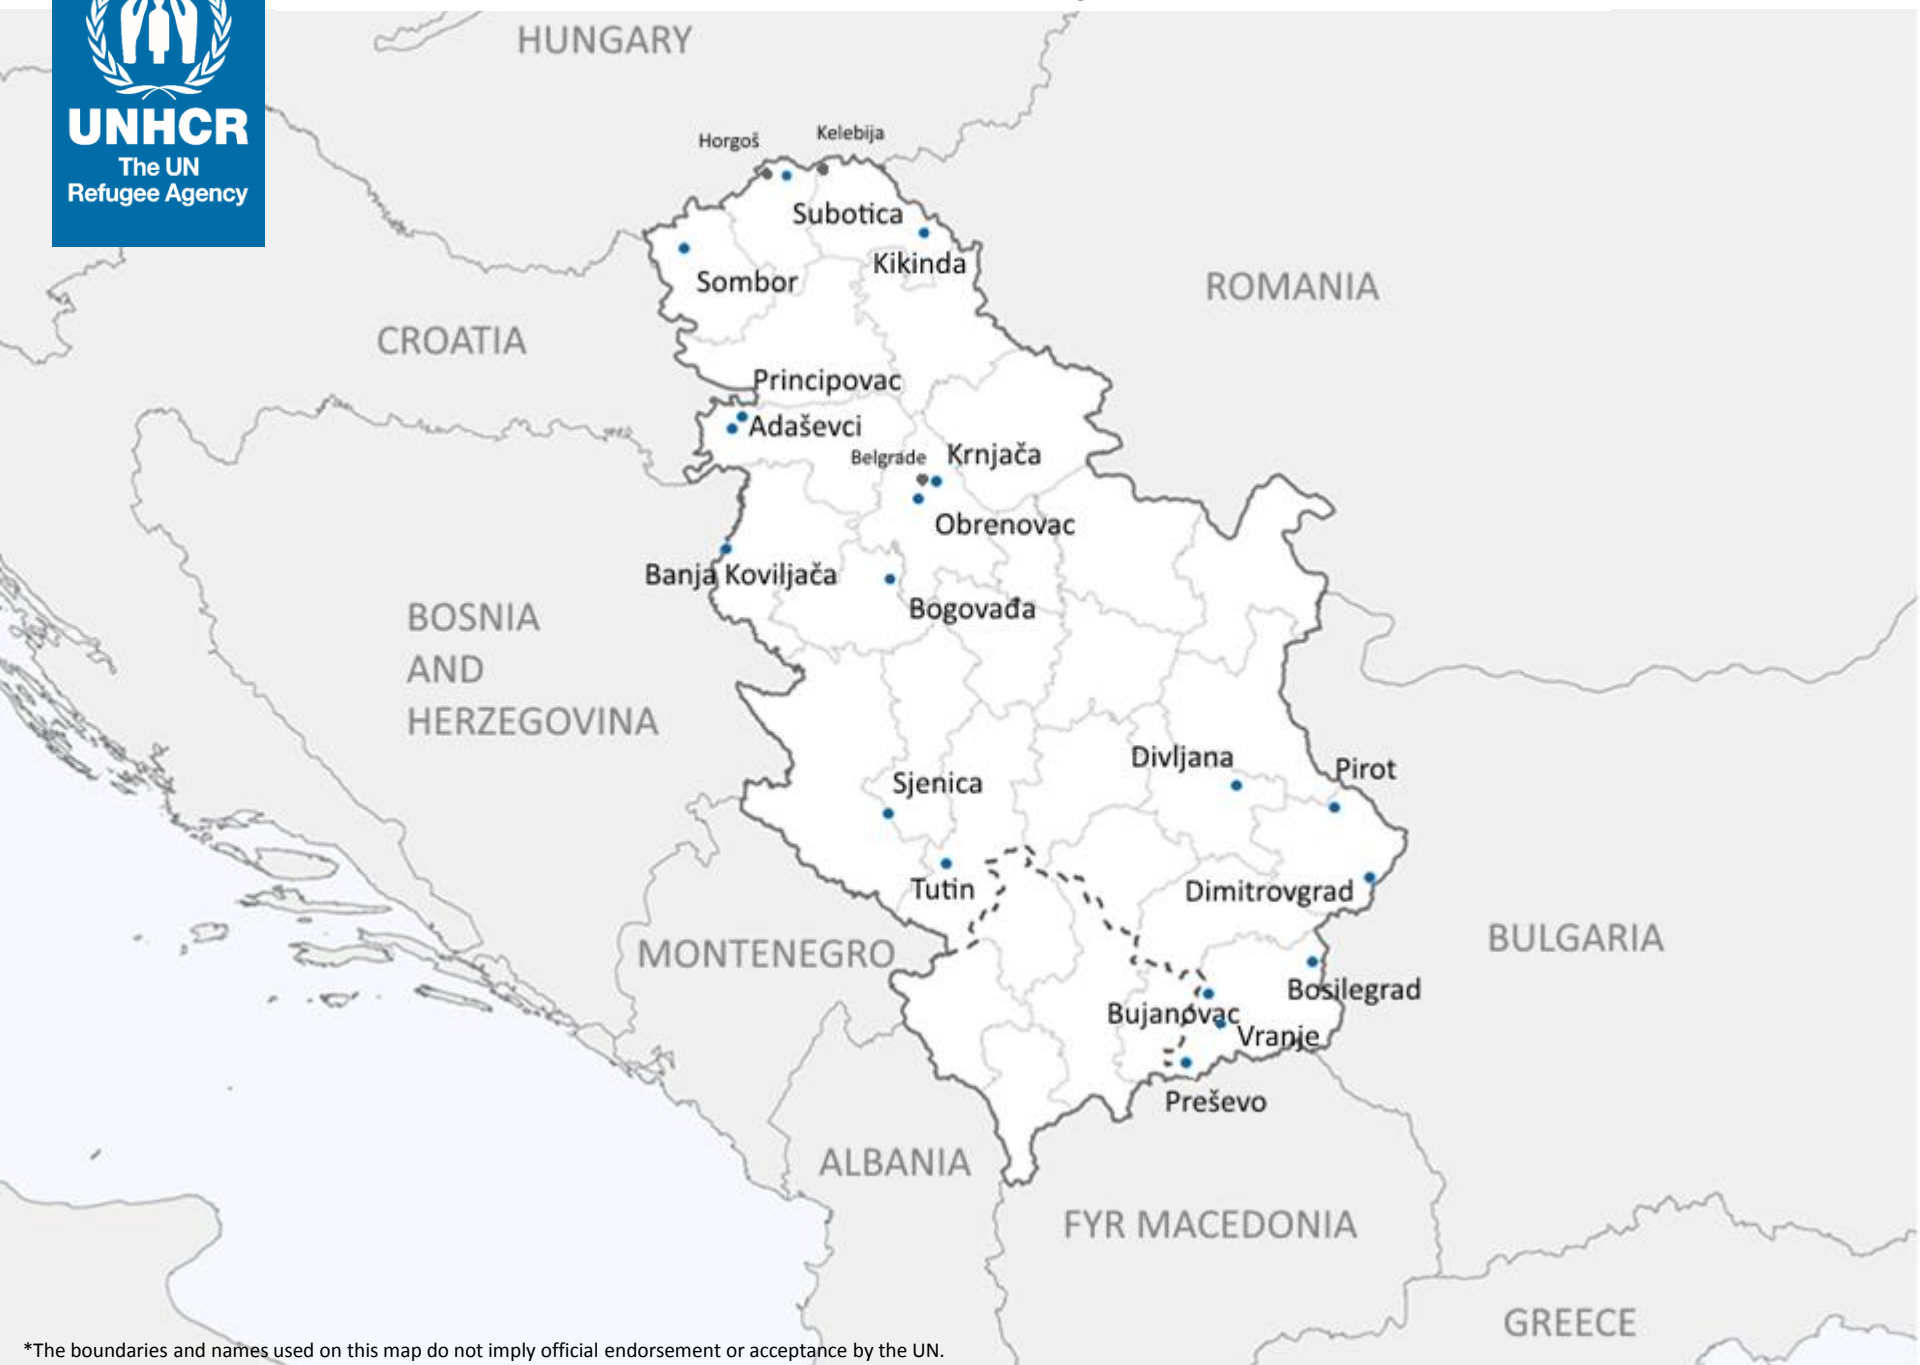 HUNGARY
UNHCR
The UN
Refugee Agency
Horgoš
Kelebija
Subotica
Kikinda
Sombor
ROMANIA
CROATIA
Principovac
Adaševci
Belgrade
Krnjača
Obrenovac
Banja Koviljača
Bogovađa
BOSNIA
AND
HERZEGOVINA
Divljana
Pirot
Sjenica
Tutin
Dimitrovgrad
MONTENEGRO
BULGARIA
Bosilegrad
Bujanovac
Vranje
Preševo
ALBANIA
FYR MACEDONIA
GREECE
*The boundaries and names used on this map do not imply official endorsement or acceptance by the UN.